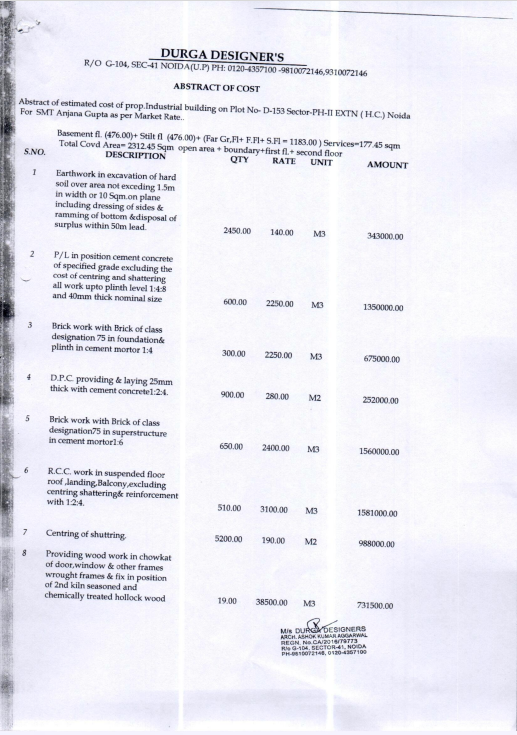 DURGA DESIGNER'S
R/O G-104, SEC-41 NOIDA(U.P) PH: 0120-4357100 -9810072146,9310072146
ABSTRACT OF COST
Abstract of estimated cost of prop.Industrial building on Plot No- D-153 Sector-PH-II EXTN ( H.C.) Noida
For SMT Anjana Gupta as per Market Rate..
Basement fl. (476.00)+ Stilt fl (476.00)+ (Far Gr,Fl+ F.Fl+ S.Fl = 1183.00 ) Services=177.45 sqm
Total Covd Area= 2312.45 Sqm open area + boundary+first fl.+ second floor
S.NO. DESCRIPTION QTY RATE UNIT AMOUNT
1 Earthwork in excavation of hard
soil over area not exceding 1.5m
in width or 10 Sqm.on plane
including dressing of sides &
ramming of bottom &disposal of
surplus within 50m lead. 2450.00 140.00 M3 343000.00
2 P/L in position cement concrete
of specified grade excluding the
cost of centring and shattering
all work upto plinth level 1:4:8
and 40mm thick nominal size 600.00 2250.00 M3 1350000.00
3 Brick work with Brick of class
designation 75 in foundation&
plinth in cement mortor 1:4 300.00 2250.00 M3 675000.00
4 D.P.C. providing & laying 25mm
thick with cement concrete1:2:4. 900.00 280.00 M2 252000.00
5 Brick work with Brick of class
designation75 in superstructure
in cement mortor1:6 650.00 2400.00 M3 1560000.00
6 R.C.C. work in suspended floor
roof ,landing,Balcony,excluding
centring shattering& reinforcement
with 1:2:4. 510.00 3100.00 M3 1581000.00
7 Centring of shuttring. 5200.00 190.00 M2 988000.00
8 Providing wood work in chowkat
of door,window & other frames
wrought frames & fix in position
of 2nd kiln seasoned and
chemically treated hollock wood 19.00 38500.00 M3 731500.00
M/s DURGA DESIGNERS
ARCH. ASHOK KUMAR AGGARWAL
REGN. No.CA/2016/79773
R/o G-104, SECTOR-41, NOIDA
PH-9810072146, 0120-4357100